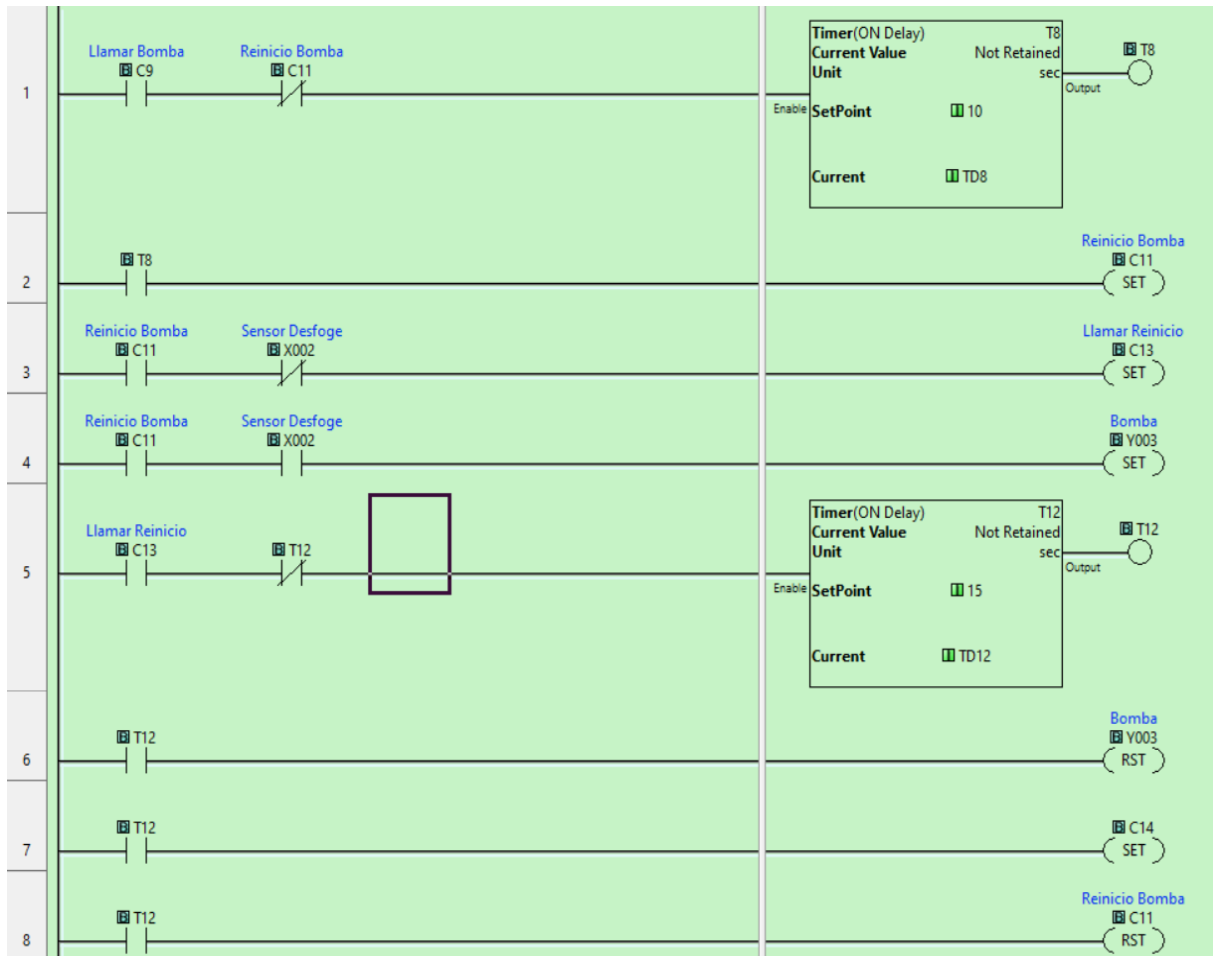 Timer(ON Delay) T8
Llamar Bomba Reinicio Bomba Current Value Not Retained B T8
B C9 B C11 Unit sec
1 Output
Enable SetPoint 10
Current TD8
Reinicio Bomba
B T8 B C11
2 SET
Reinicio Bomba Sensor Desfoge Llamar Reinicio
B C11 B X002 B C13
3 SET
Reinicio Bomba Sensor Desfoge Bomba
B C11 B X002 B Y003
4 SET
Timer(ON Delay) T12
Llamar Reinicio Current Value Not Retained B T12
B C13 B T12 Unit sec
5 Output
Enable SetPoint 15
Current TD12
Bomba
B T12 B Y003
6 RST
B T12 B C14
7 SET
Reinicio Bomba
B T12 B C11
8 RST